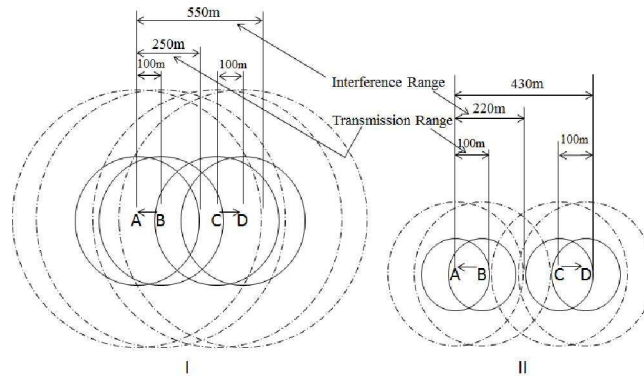 550m
250m
100m 100m
Interference Range
Transmission Range
430m
220m
100m 100m
A B C D
A B C D
I II